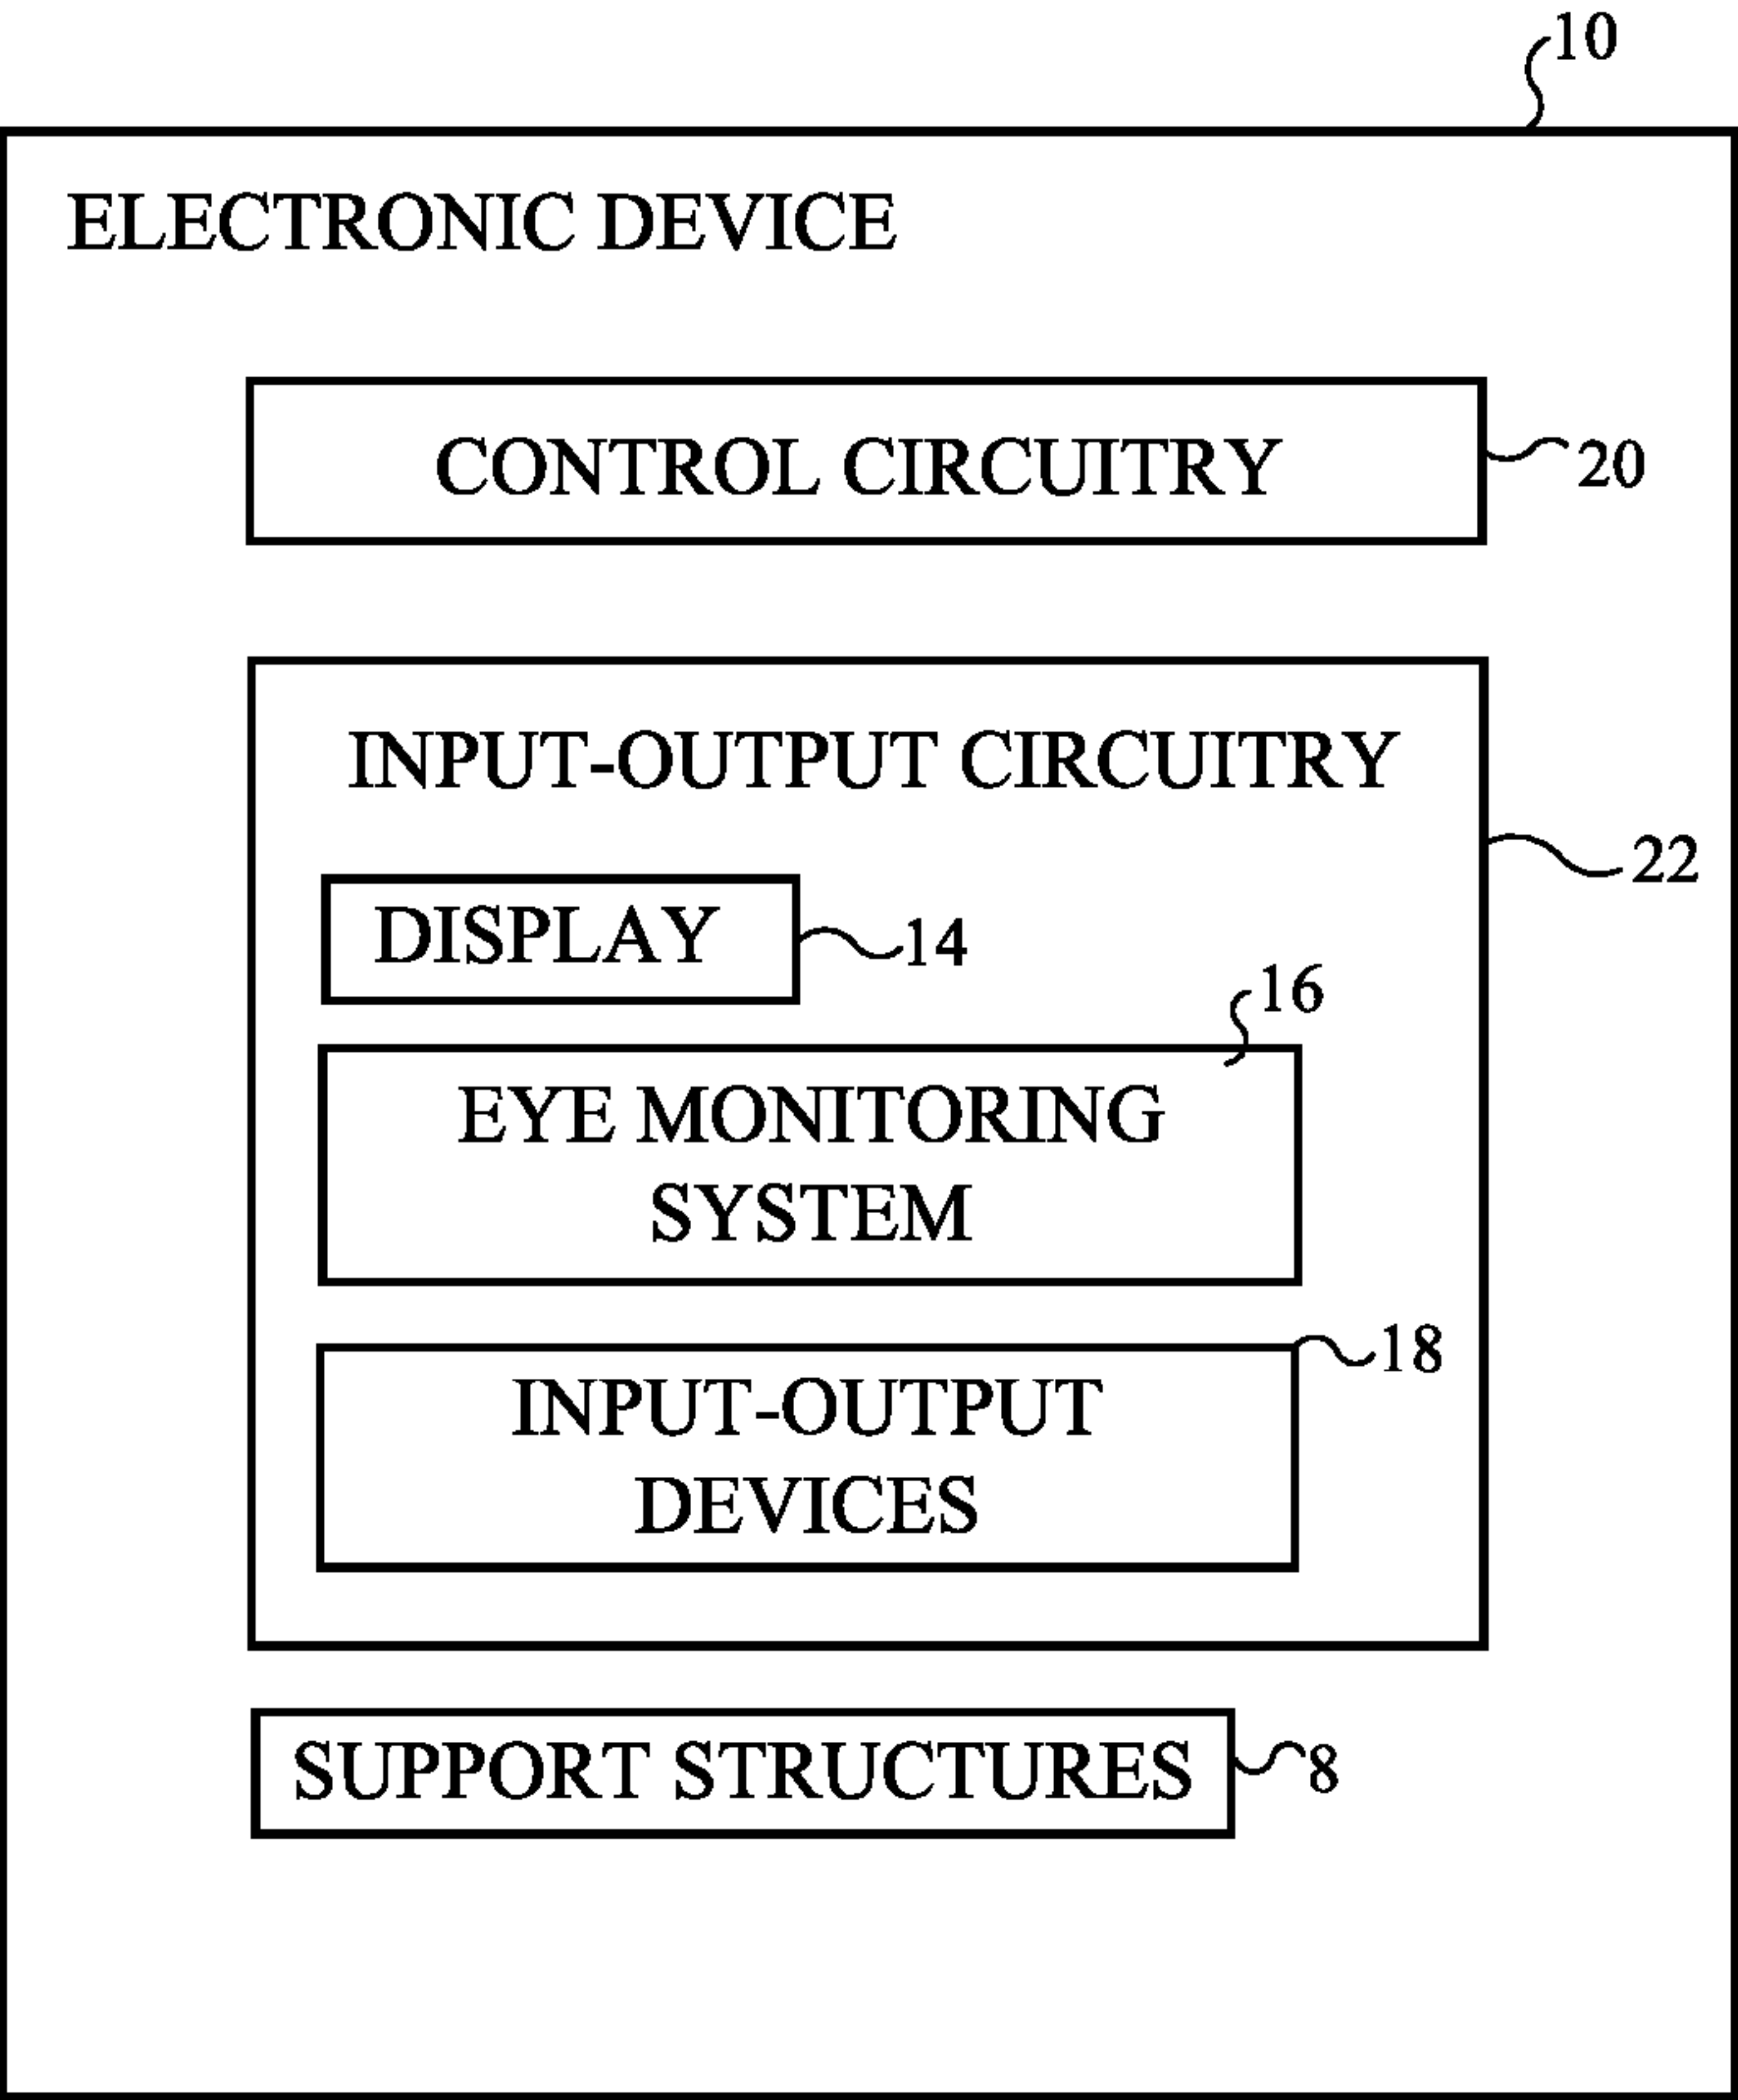 10
ELECTRONIC DEVICE
CONTROL CIRCUITRY
20
INPUT-OUTPUT CIRCUITRY
22
DISPLAY
14
16
EYE MONITORING
SYSTEM
18
INPUT-OUTPUT
DEVICES
SUPPORT STRUCTURES
8